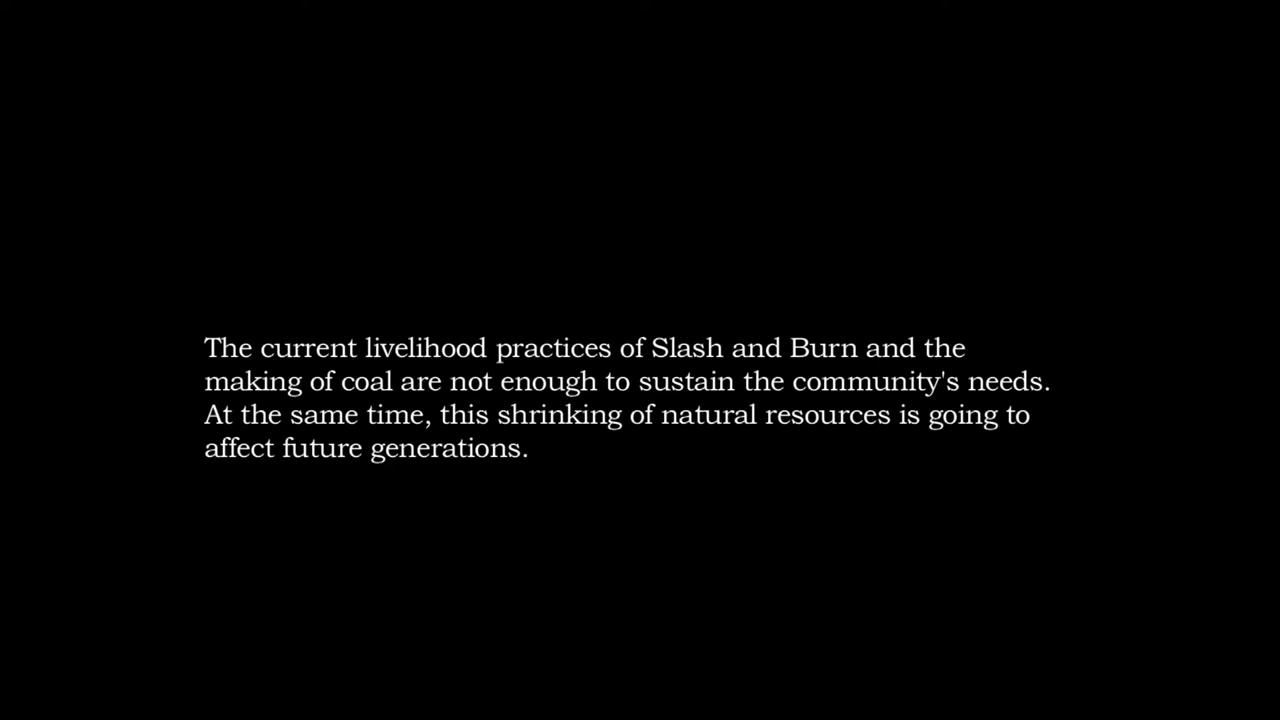 The current livelihood practices of Slash and Burn and the
making of coal are not enough to sustain the community's needs.
At the same time, this shrinking of natural resources is going to
affect future generations.